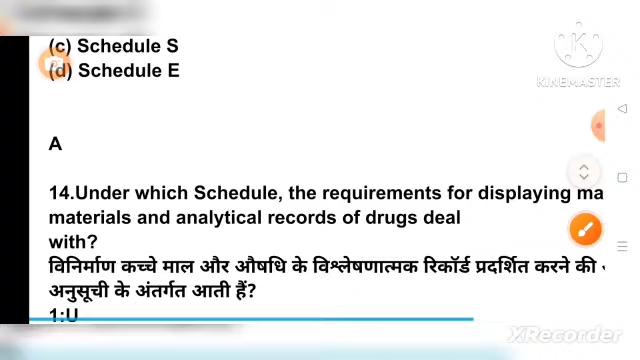 (c) Schedule S
(d) Schedule E
KINEMASTER
A
14.Under which Schedule, the requirements for displaying ma
materials and analytical records of drugs deal
with?
विनिर्माण कच्चे माल और औषधि के विश्लेषणात्मक रिकॉर्ड प्रदर्शित करने की
अनुसूची के अंतर्गत आती हैं?
1:U
XRecorder